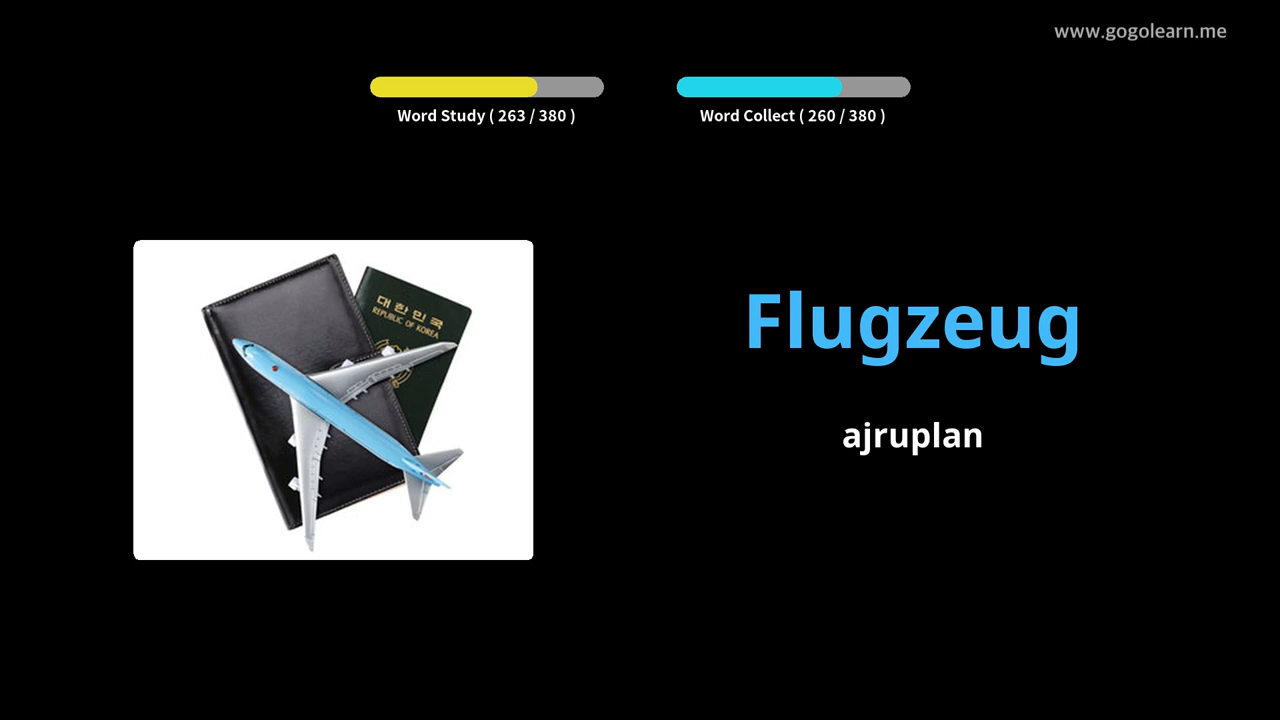 www.gogolearn.me
Word Study ( 263 / 380 )
Word Collect ( 260 / 380 )
대한민국
REPUBLIC OF KOREA
Flugzeug
ajruplan